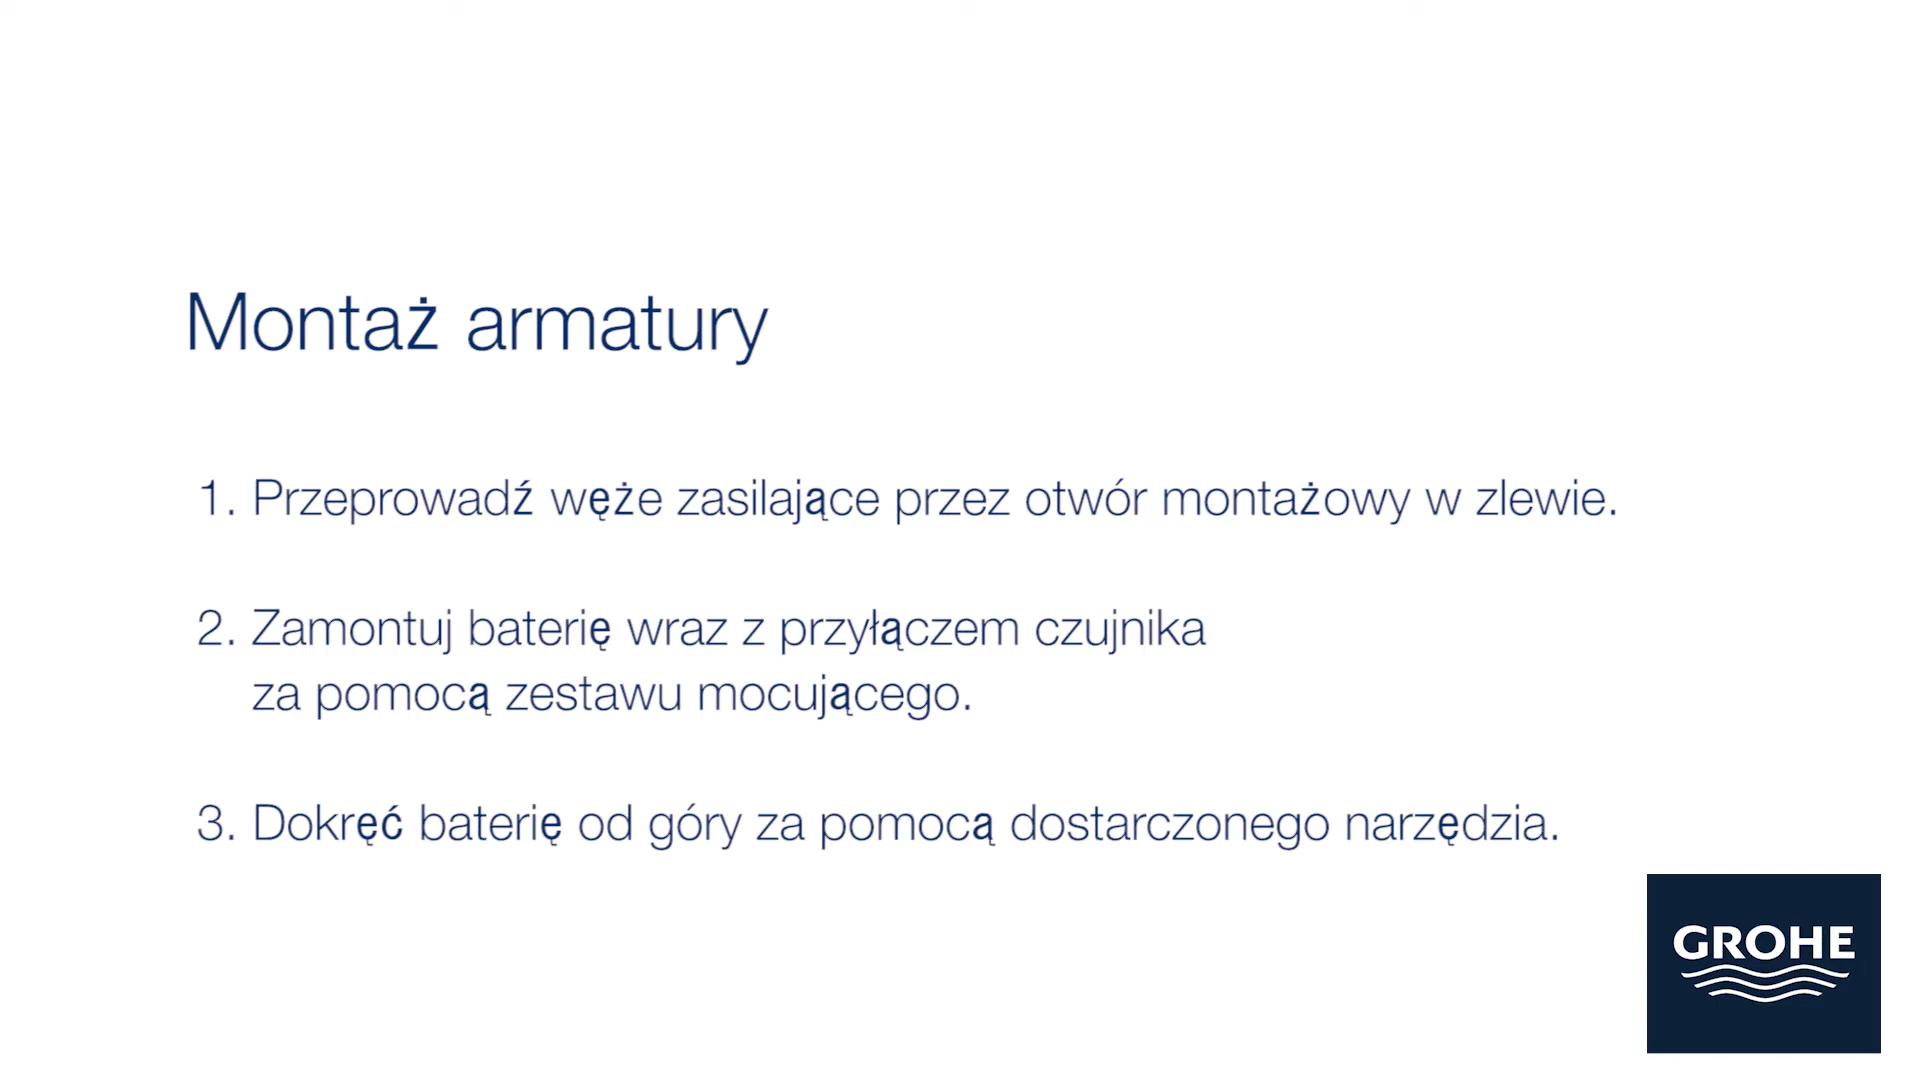 Montaż armatury
1. Przeprowadź węże zasilające przez otwór montażowy w zlewie.
2. Zamontuj baterię wraz z przyłączem czujnika
za pomocą zestawu mocującego.
3. Dokręć baterię od góry za pomocą dostarczonego narzędzia.
GROHE